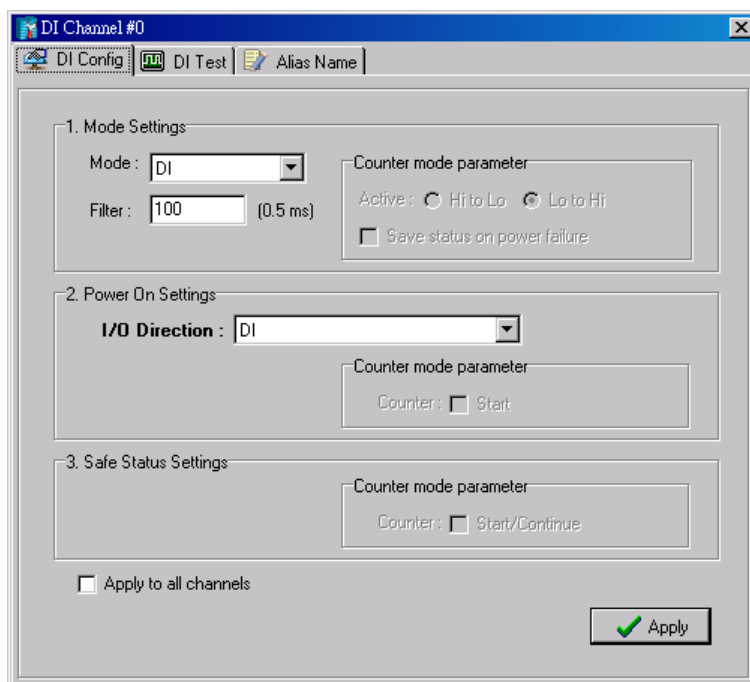 DI Channel #0
DI Config DI Test Alias Name
1. Mode Settings
Mode : DI
Filter : 100 (0.5 ms)
Counter mode parameter
Active : Hi to Lo Lo to Hi
Save status on power failure
2. Power On Settings
I/O Direction : DI
Counter mode parameter
Counter : Start
3. Safe Status Settings
Counter mode parameter
Counter : Start/Continue
Apply to all channels
Apply